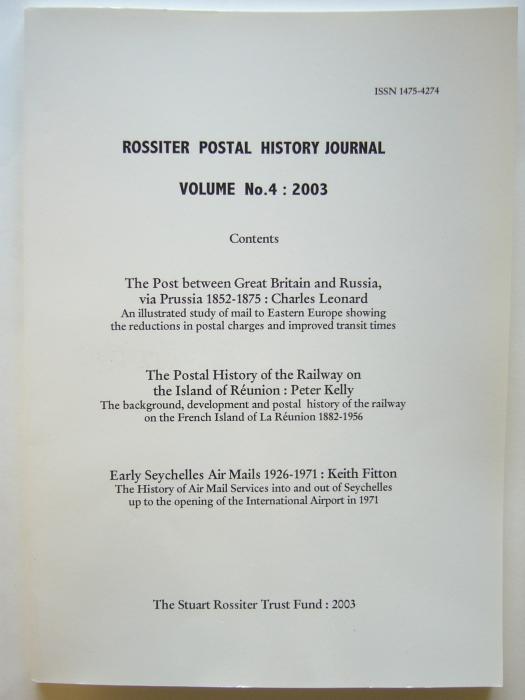 ISSN 1475-4274
ROSSITER POSTAL HISTORY JOURNAL
VOLUME No.4 : 2003
Contents
The Post between Great Britain and Russia,
via Prussia 1852-1875 : Charles Leonard
An illustrated study of mail to Eastern Europe showing
the reductions in postal charges and improved transit times
The Postal History of the Railway on
the Island of Réunion : Peter Kelly
The background, development and postal history of the railway
on the French Island of La Réunion 1882-1956
Early Seychelles Air Mails 1926-1971 : Keith Fitton
The History of Air Mail Services into and out of Seychelles
up to the opening of the International Airport in 1971
The Stuart Rossiter Trust Fund : 2003